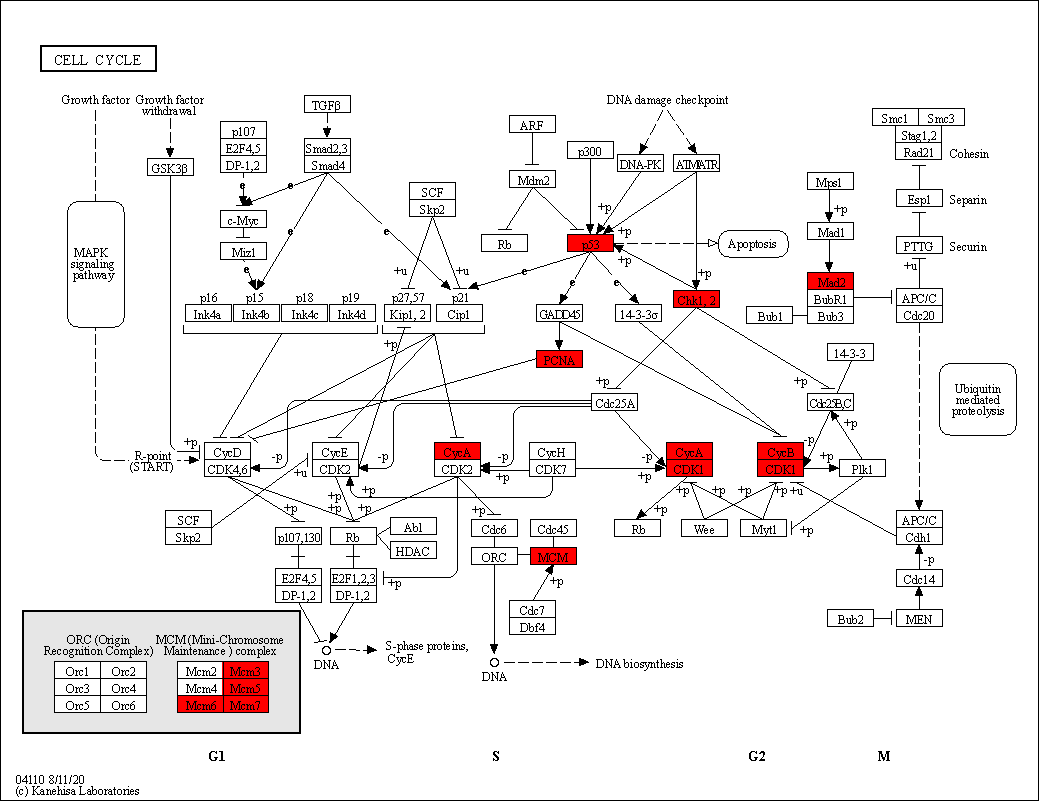 CELL CYCLE
Growth factor
Growth factor
withdrawal
TGFβ
DNA damage checkpoint
Smc1
Smc3
Stag1,2
Rad21
Cohesin
p107
E2F4,5
DP-1,2
ARF
p300
DNA-PK
ATMATR
Smad2,3
Smad4
GSK3β
Mdm2
Mps1
e
e
SCF
Skp2
+p
+p
Esp1
Separin
c-Myc
e
e
Rb
p53
+p
Mad1
Apoptosis
MAPK
signaling
pathway
Miz1
PTTG
Securin
+p
+u
+u
e
+p
+u
e
e
Mad2
p16
p15
p18
p19
p27,57
p21
Chk1, 2
BubR1
APC/C
Ink4a
Ink4b
Ink4c
Ink4d
Kip1, 2
Cip1
GADD45
14-3-3σ
Bub1
Bub3
Cdc20
+p
PCNA
14-3-3
+p
+p
Cdc25A
Cdc25B,C
Ubiquitin
mediated
proteolysis
+p
+p
-p
R-point
(START)
CycD
CDK4,6
-p
CycE
CDK2
-p
CycA
CDK2
-p
+p
CycH
CDK7
-p
+p
CycA
CDK1
CycB
CDK1
+p
Plk1
+u
+p
+p
+p
+p
+p
+p
+p
+p
+u
SCF
Skp2
p107,130
Rb
Abl
HDAC
Cdc6
Cdc45
Rb
Wee
Myt1
+p
APC/C
Cdh1
ORC
MCM
-p
E2F4,5
DP-1,2
E2F1,2,3
DP-1,2
+p
+p
Cdc14
Cdc7
Dbf4
Bub2
MEN
DNA
S-phase proteins,
CycE
DNA
DNA biosynthesis
ORC (Origin
Recognition Complex)
MCM (Mini-Chromosome
Maintenance ) complex
Orc1
Orc2
Mcm2
Mcm3
Orc3
Orc4
Mcm4
Mcm5
Orc5
Orc6
Mcm6
Mcm7
G1
S
G2
M
04110 8/11/20
(c) Kanehisa Laboratories